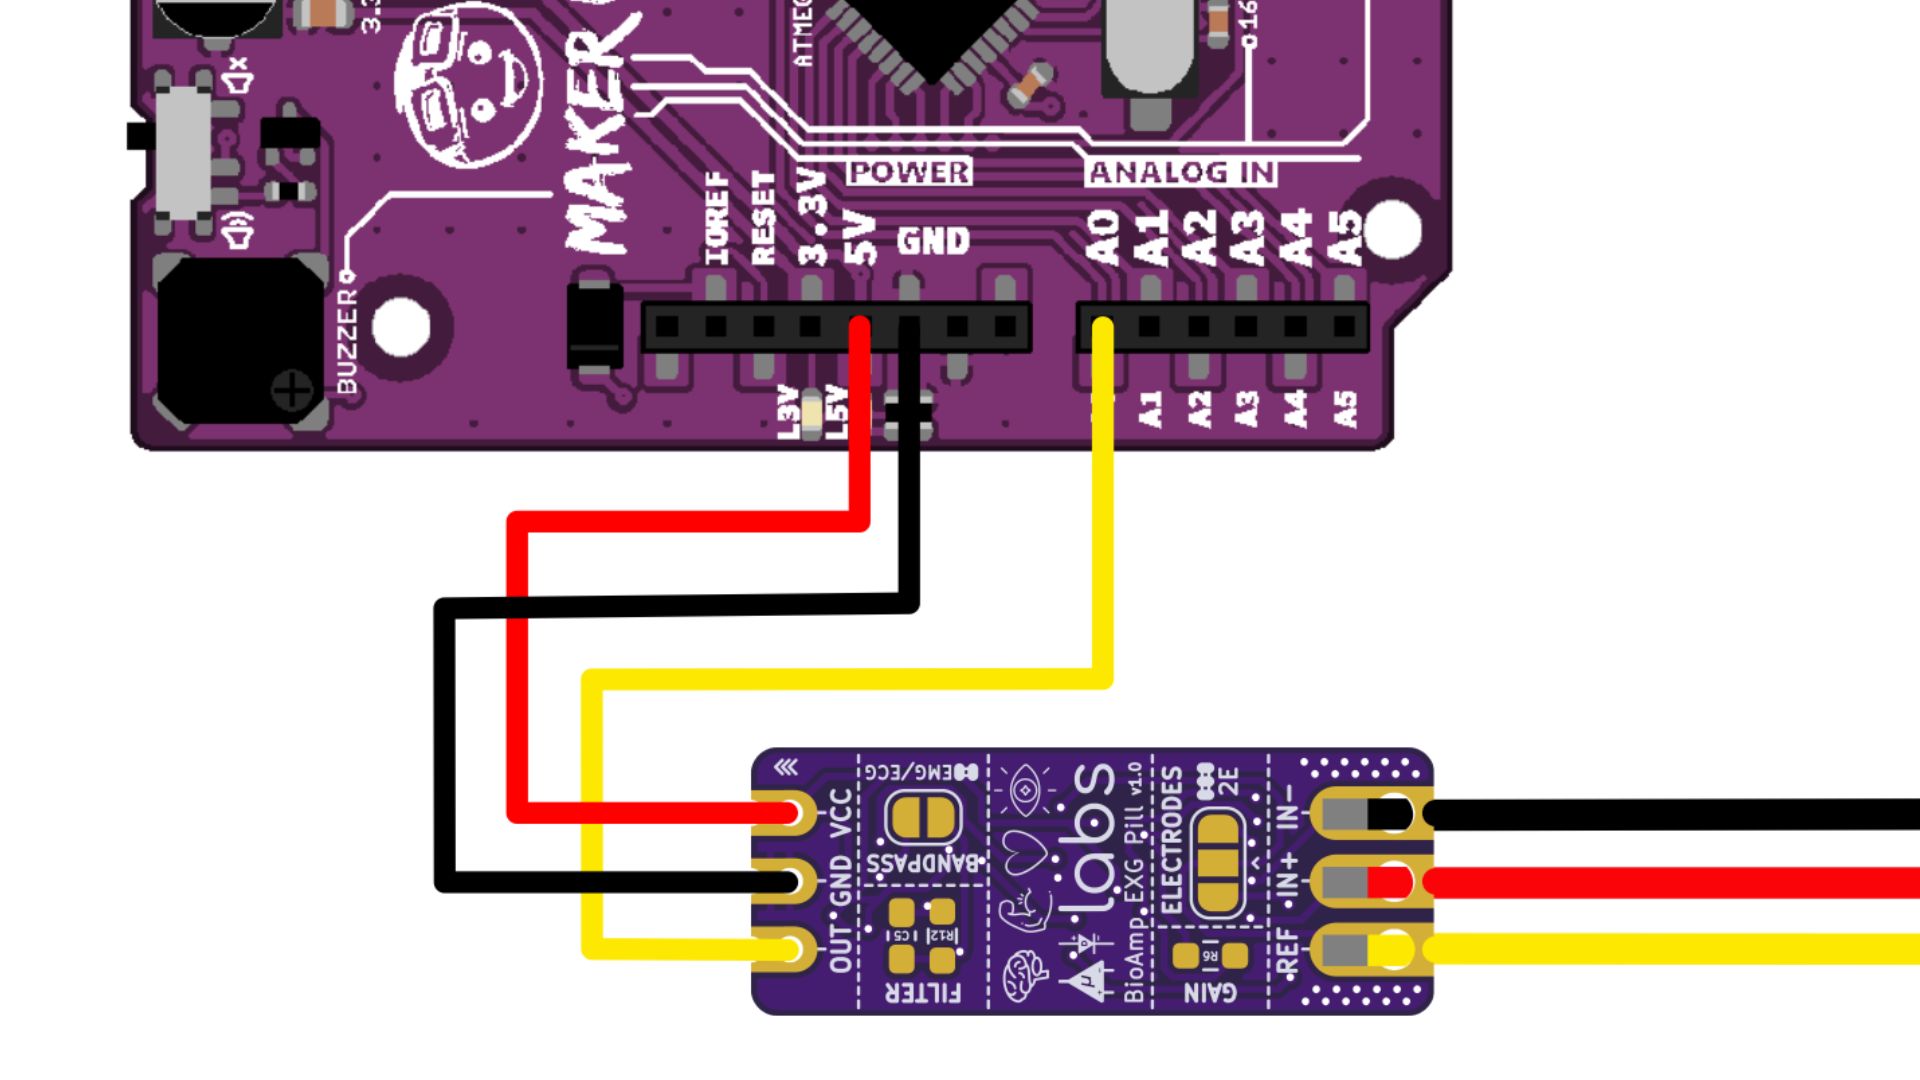 3.3
MAKER
ATMEG
16
POWER
ANALOG IN
IOREF
RESET
3.3V
5V
GND
A0
A1
A2
A3
A4
A5
BUZZER
L3V
L5V
A1
A2
A3
A4
A5
VCC
GND
OUT
EMG/ECG
BANDPASS
C5
R12
FILTER
labs
BioAmp EXG Pill v1.0
ELECTRODES
2E
R6
GAIN
IN-
IN+
REF
µ